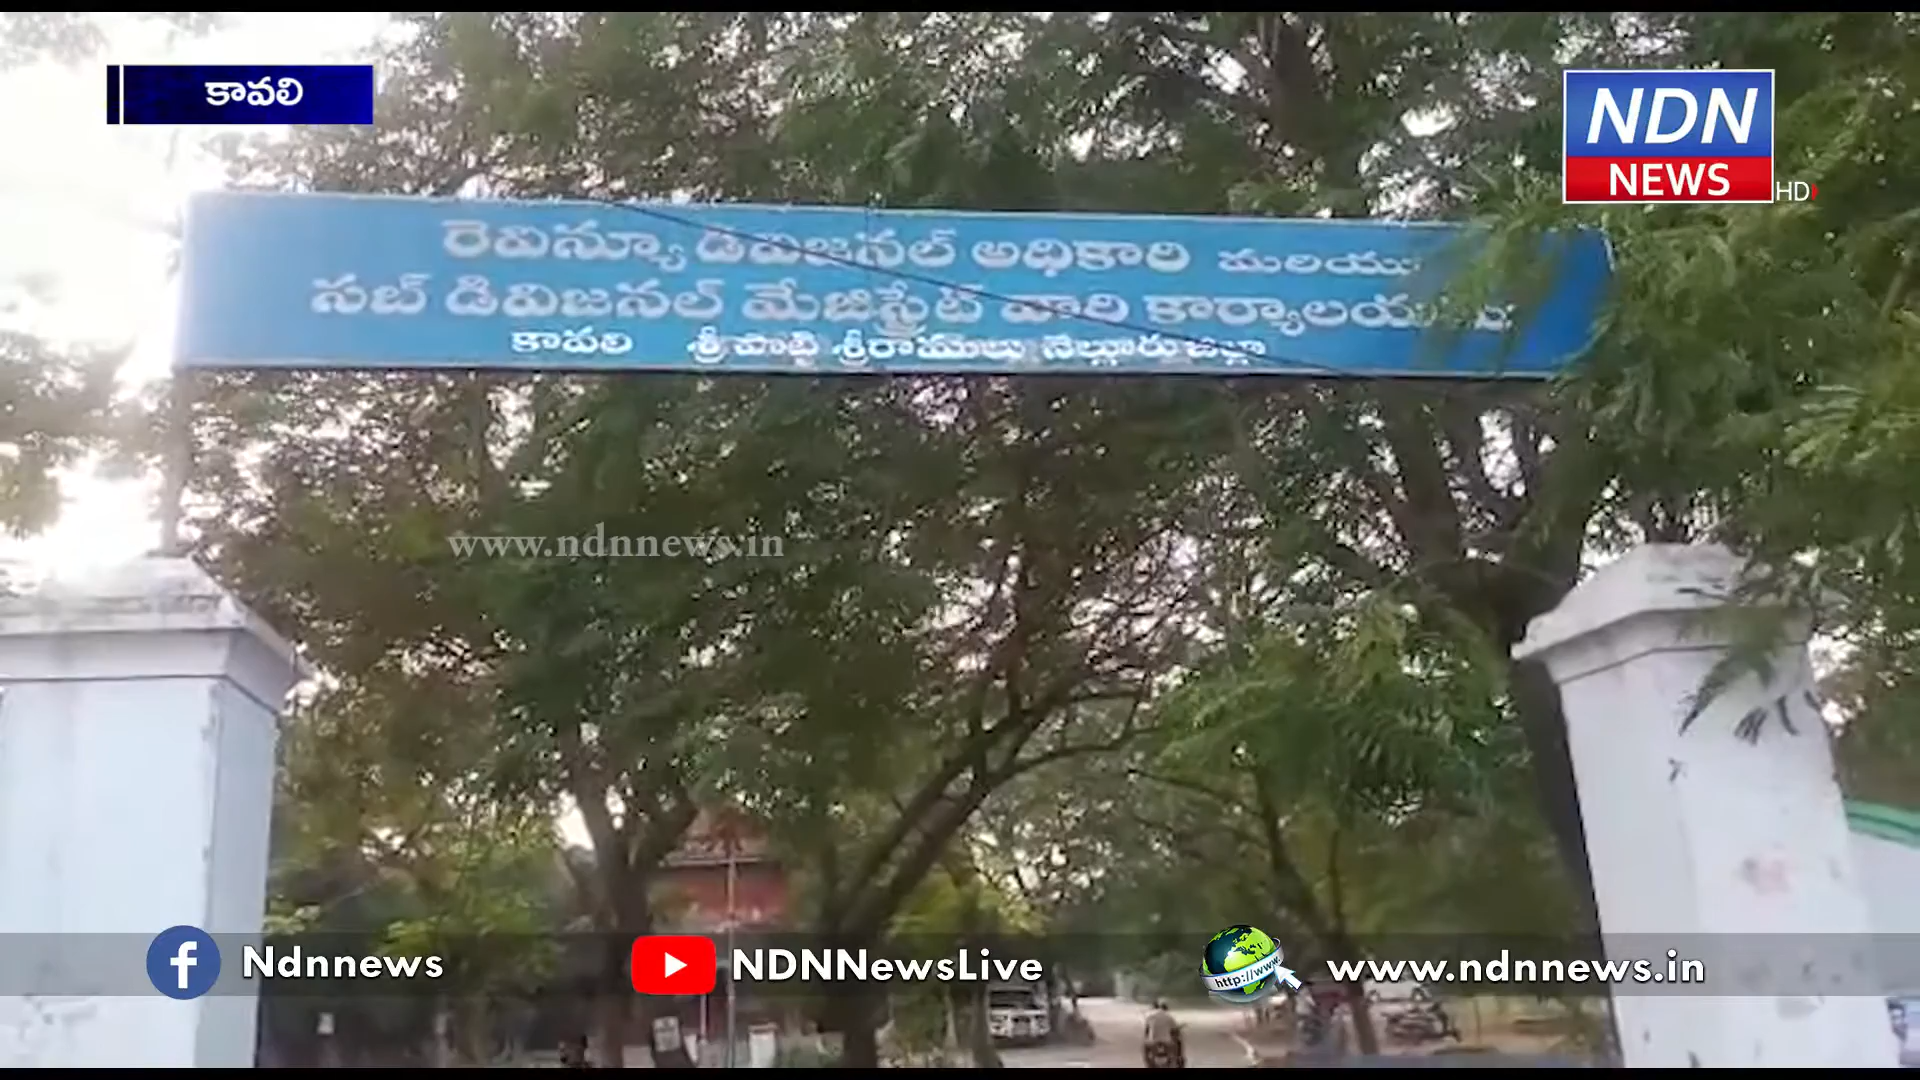 కావలి
NDN
NEWS HD
రెవిన్యూ డివిజనల్ అధికారి మరియు
సబ్ డివిజనల్ మేజిస్ట్రేట్ వారి కార్యాలయము
కావలి శ్రీ పొట్టి శ్రీరాములు నెల్లూరు జిల్లా
www.ndnnews.in
Ndnnews
NDNNewsLive
http://www.
www.ndnnews.in